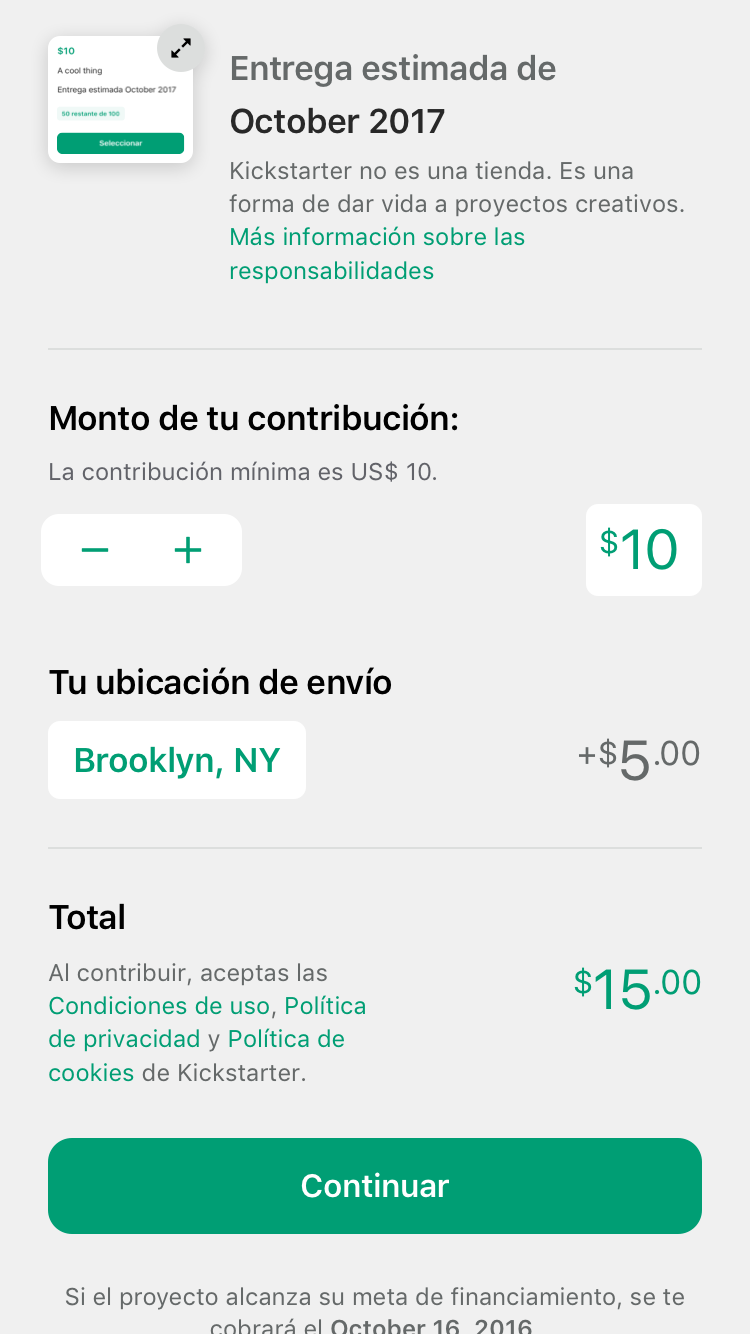 $10
A cool thing
Entrega estimada October 2017
50 restante de 100
Seleccionar
Entrega estimada de
October 2017
Kickstarter no es una tienda. Es una
forma de dar vida a proyectos creativos.
Más información sobre las
responsabilidades
Monto de tu contribución:
La contribución mínima es US$ 10.
$10
Tu ubicación de envío
Brooklyn, NY
+$5.00
Total
Al contribuir, aceptas las
Condiciones de uso, Política
de privacidad y Política de
cookies de Kickstarter.
$15.00
Continuar
Si el proyecto alcanza su meta de financiamiento, se te
cobrará el October 16, 2016